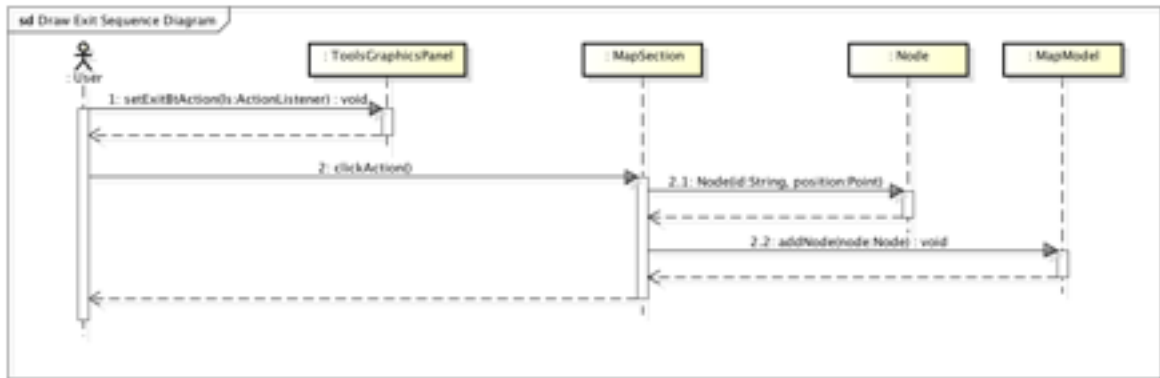 sd Draw Exit Sequence Diagram
: User
: ToolsGraphicsPanel
: MapSection
: Node
: MapModel
1: setExitBtAction(ls:ActionListener) : void
2: clickAction()
2.1: Node(id:String, position:Point)
2.2: addNode(node:Node) : void